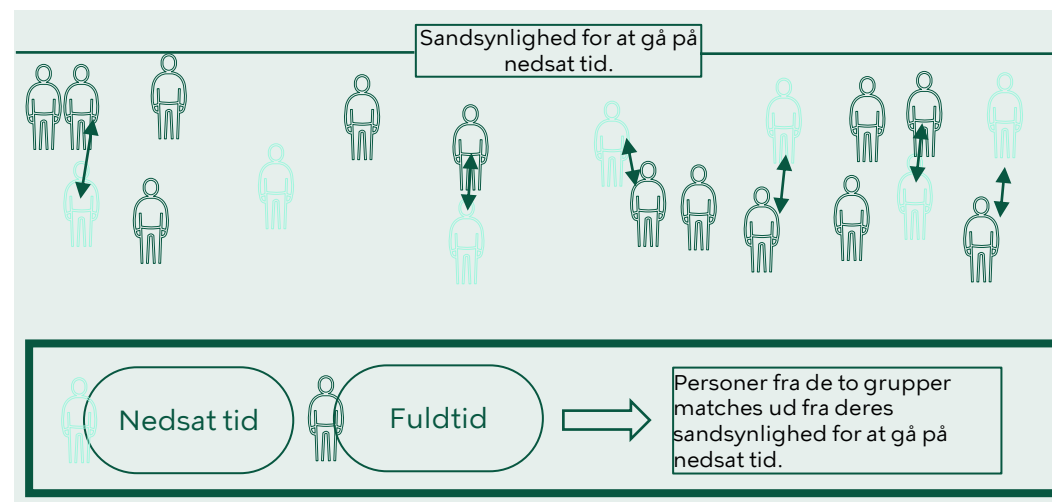 Sandsynlighed for at gå på
nedsat tid.
Nedsat tid
Fuldtid
Personer fra de to grupper
matches ud fra deres
sandsynlighed for at gå på
nedsat tid.